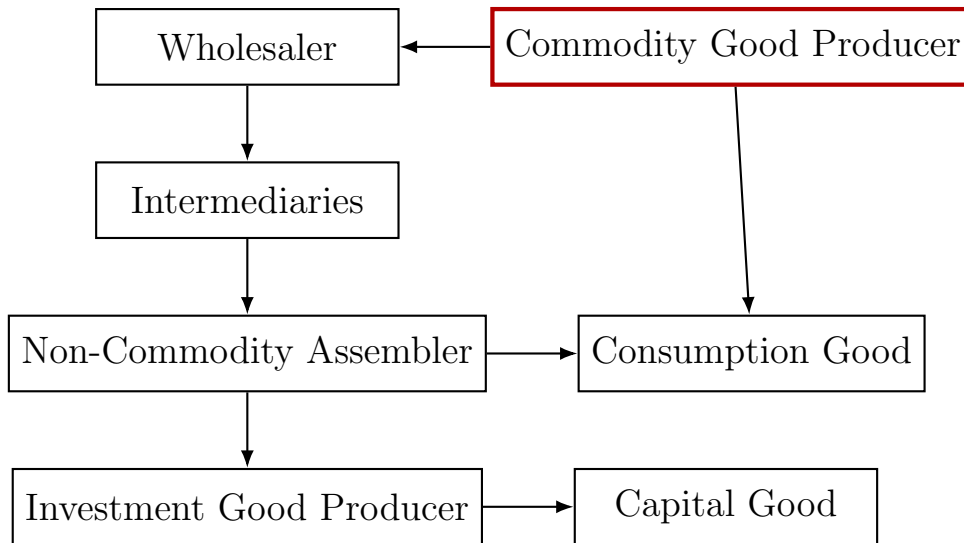 Wholesaler
Commodity Good Producer
Intermediaries
Non-Commodity Assembler
Consumption Good
Investment Good Producer
Capital Good